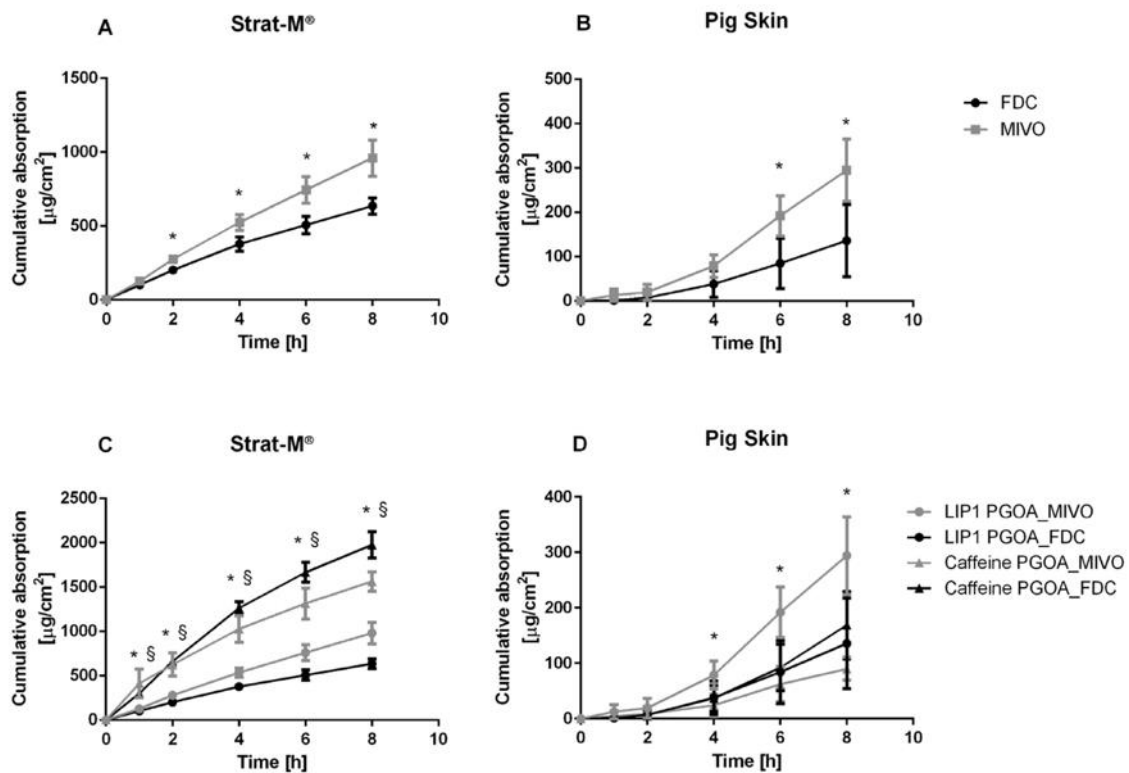 A
Strat-M®
Cumulative absorption
[µg/cm²]
1500
1000
500
0
0 2 4 6 8 10
Time [h]
* * * *
B
Pig Skin
Cumulative absorption
[µg/cm²]
500
400
300
200
100
0
0 2 4 6 8 10
Time [h]
* *
FDC
MIVO
C
Strat-M®
Cumulative absorption
[µg/cm²]
2500
2000
1500
1000
500
0
0 2 4 6 8 10
Time [h]
* § * § * § * § * §
D
Pig Skin
Cumulative absorption
[µg/cm²]
400
300
200
100
0
0 2 4 6 8 10
Time [h]
* * *
LIP1 PGOA_MIVO
LIP1 PGOA_FDC
Caffeine PGOA_MIVO
Caffeine PGOA_FDC